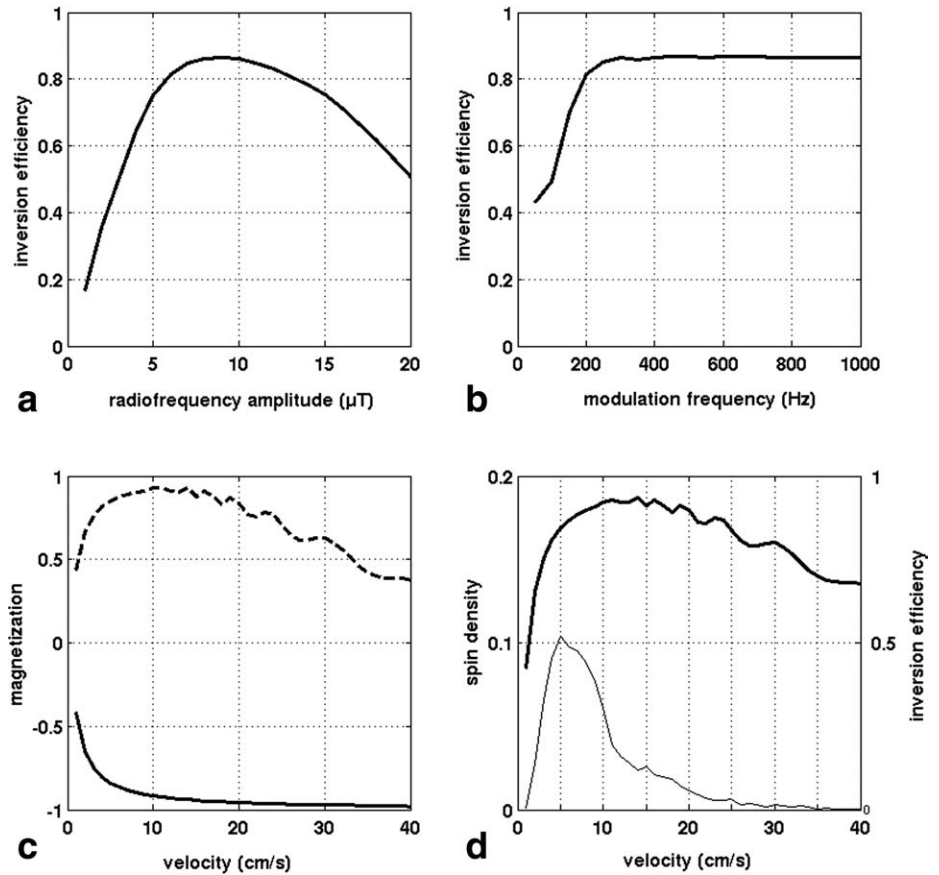 1
0.8
0.6
0.4
0.2
0
inversion efficiency
0 5 10 15 20
a radiofrequency amplitude (µT)
1
0.8
0.6
0.4
0.2
0
inversion efficiency
0 200 400 600 800 1000
b modulation frequency (Hz)
1
0.5
0
-0.5
-1
magnetization
0 10 20 30 40
c velocity (cm/s)
0.2
0.1
0
spin density
1
0.5
0
inversion efficiency
0 10 20 30 40
d velocity (cm/s)